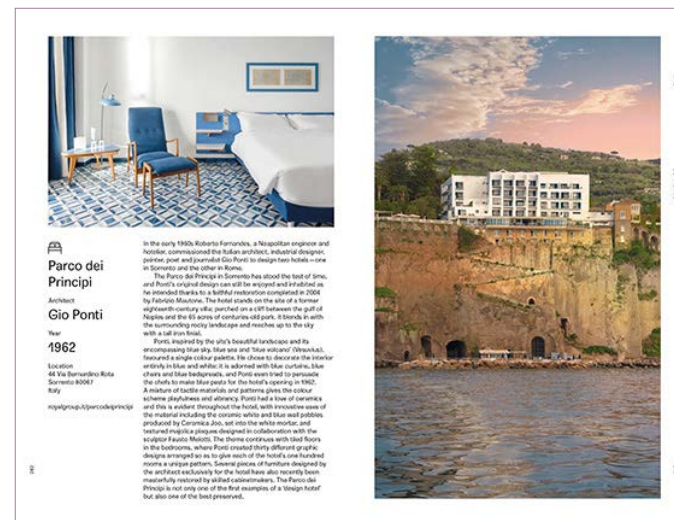 Parco dei
Principi
Architect
Gio Ponti
Year
1962
Location
44 Via Bernardino Rota
Sorrento 80067
Italy
royalgroup.it/parcodeiprincipi
In the early 1960s Roberto Fernandes, a Neapolitan engineer and
hotelier, commissioned the Italian architect, industrial designer,
painter, poet and journalist Gio Ponti to design two hotels – one
in Sorrento and the other in Rome.
The Parco dei Principi in Sorrento has stood the test of time,
and Ponti's original design can still be enjoyed and inhabited as
he intended thanks to a faithful restoration completed in 2004
by Fabrizio Mautone. The hotel stands on the site of a former
eighteenth-century villa; perched on a cliff between the gulf of
Naples and the 65 acres of centuries-old park, it blends in with
the surrounding rocky landscape and reaches up to the sky
with a tall iron finial.
Ponti, inspired by the site's beautiful landscape and its
encompassing blue sky, blue sea and 'blue volcano' (Vesuvius),
favoured a single colour palette. He chose to decorate the interior
entirely in blue and white; it is adorned with blue curtains, blue
chairs and blue bedspreads, and Ponti even tried to persuade
the chefs to make blue pasta for the hotel's opening in 1962.
A mixture of tactile materials and patterns gives the colour
scheme playfulness and vibrancy. Ponti had a love of ceramics
and this is evident throughout the hotel, with innovative uses of
the material including the ceramic white and blue wall pebbles
produced by Ceramica Joo, set into the white mortar, and
textured majolica plaques designed in collaboration with the
sculptor Fausto Melotti. The theme continues with tiled floors
in the bedrooms, where Ponti created thirty different graphic
designs arranged so as to give each of the hotel's one hundred
rooms a unique pattern. Several pieces of furniture designed by
the architect exclusively for the hotel have also recently been
masterfully restored by skilled cabinetmakers. The Parco dei
Principi is not only one of the first examples of a 'design hotel'
but also one of the best preserved.